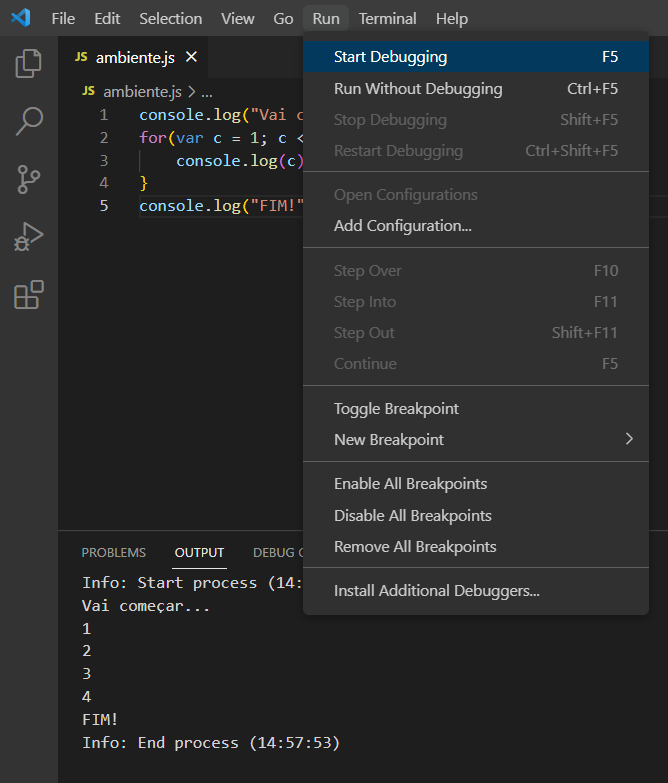 File Edit Selection View Go Run Terminal Help
JS ambiente.js
JS ambiente.js > ...
1 console.log("Vai
2 for(var c = 1; c <
3 console.log(c)
4 }
5 console.log("FIM!"
Start Debugging F5
Run Without Debugging Ctrl+F5
Stop Debugging Shift+F5
Restart Debugging Ctrl+Shift+F5
Open Configurations
Add Configuration...
Step Over F10
Step Into F11
Step Out Shift+F11
Continue F5
Toggle Breakpoint
New Breakpoint
Enable All Breakpoints
Disable All Breakpoints
Remove All Breakpoints
Install Additional Debuggers...
PROBLEMS OUTPUT DEBUG
Info: Start process (14:
Vai começar...
1
2
3
4
FIM!
Info: End process (14:57:53)